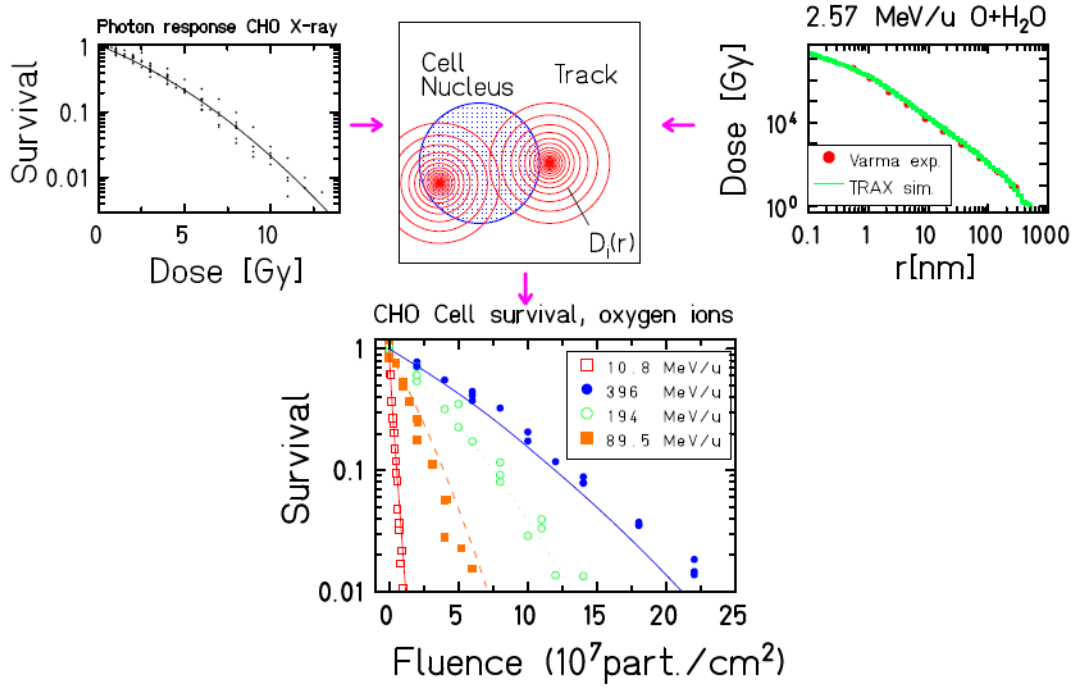 Photon response CHO X-ray
Survival
1
0.1
0.01
0
5
10
Dose [Gy]
Cell
Nucleus
Track
D_i(r)
2.57 MeV/u O+H₂O
Dose [Gy]
10⁴
10⁰
Varma exp.
TRAX sim.
0.1
1
10
100
1000
r[nm]
CHO Cell survival, oxygen ions
Survival
1
0.1
0.01
10.8 MeV/u
396 MeV/u
194 MeV/u
89.5 MeV/u
0
5
10
15
20
25
Fluence (10⁷part./cm²)